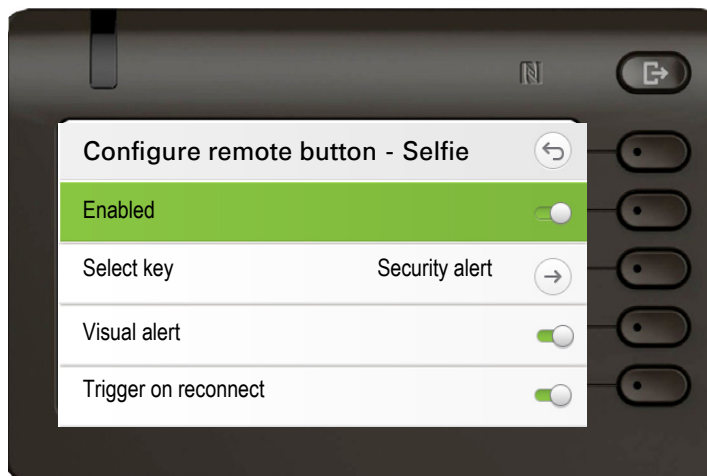 Configure remote button - Selfie
Enabled
Select key Security alert
Visual alert
Trigger on reconnect